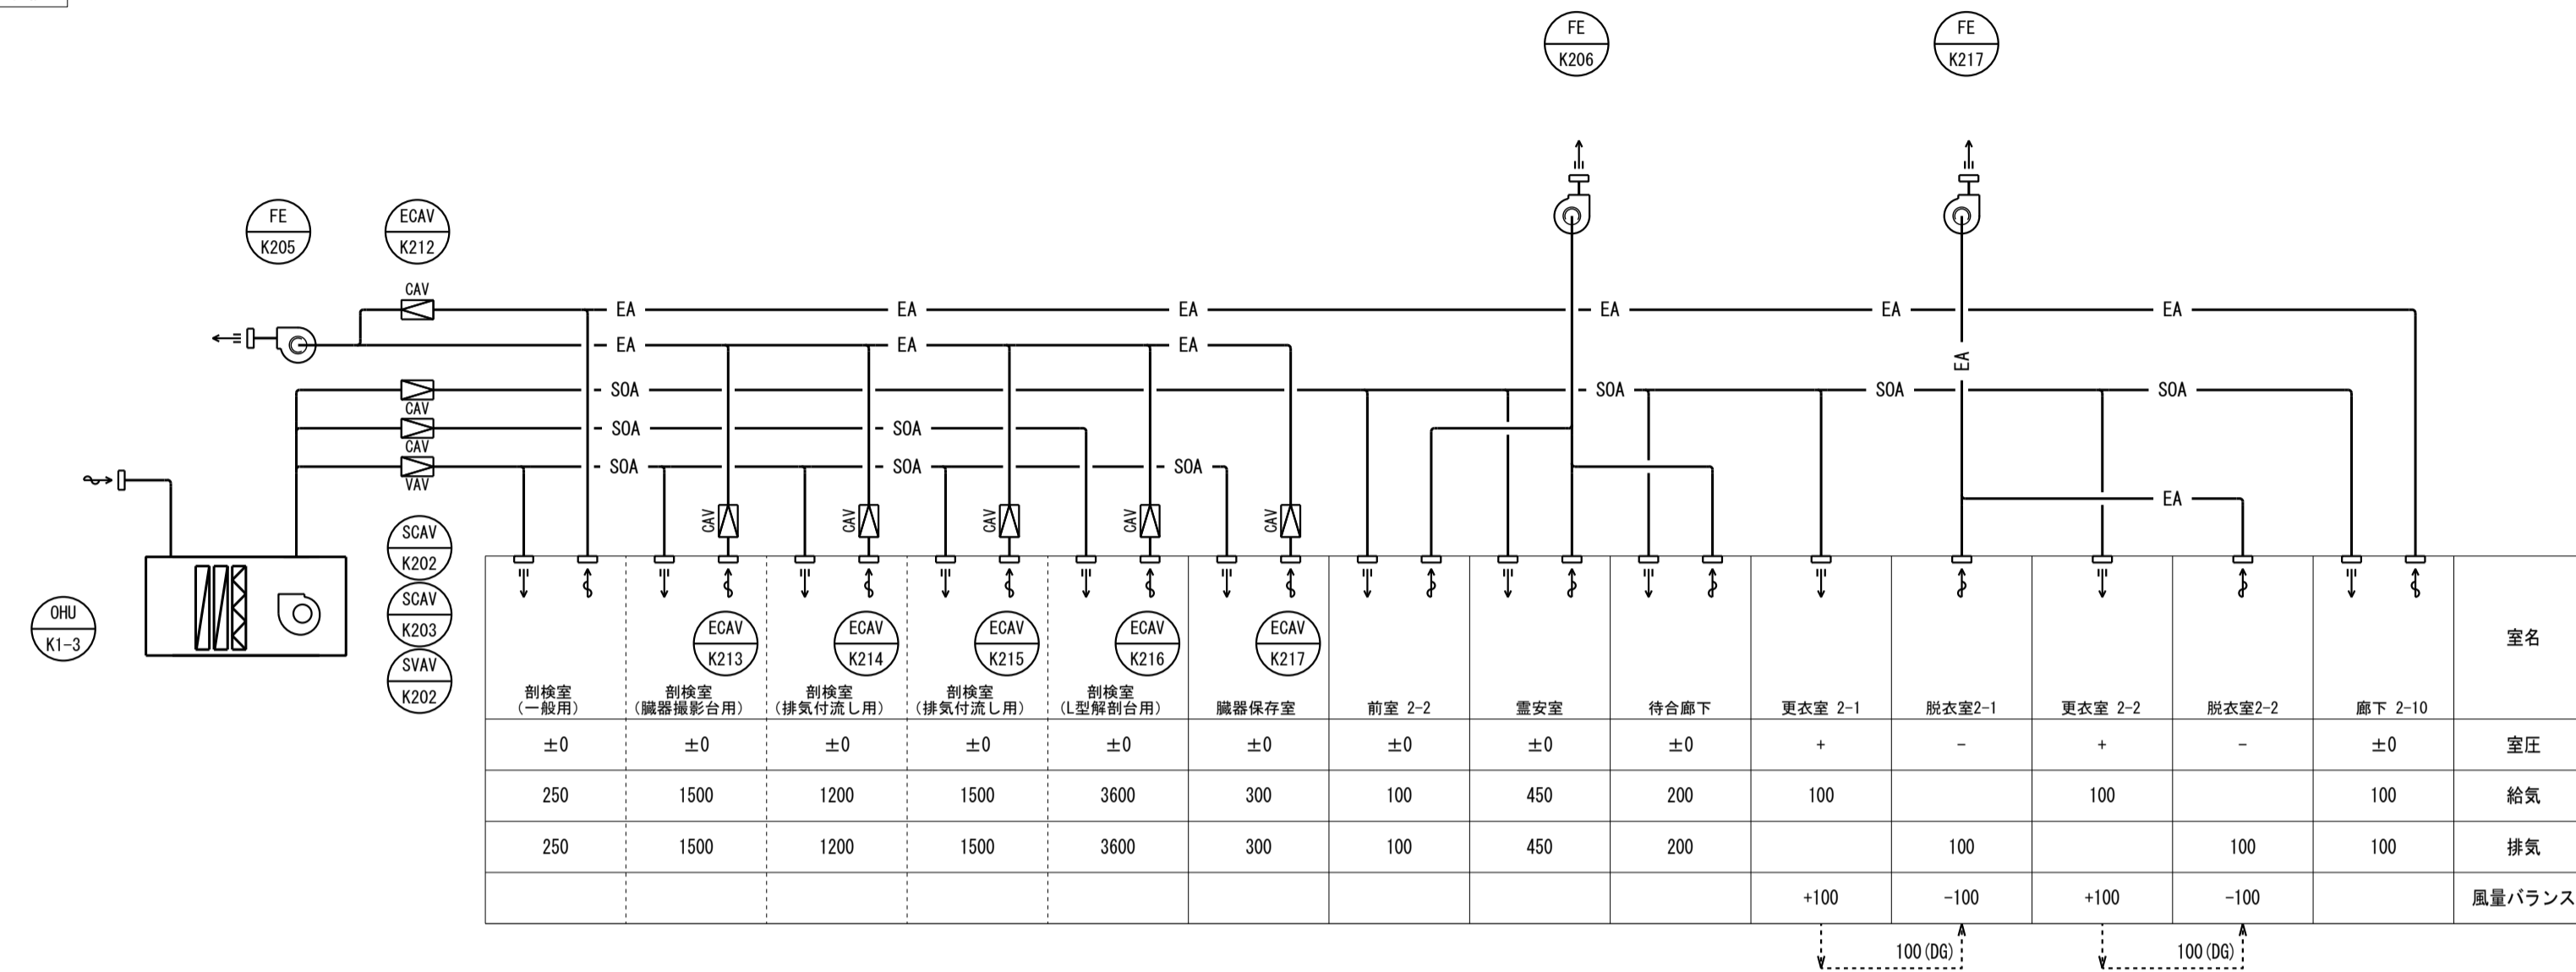 FE
K206
FE
K217
FE
K205
ECAV
K212
CAV
EA EA EA EA EA EA
EA EA EA
EA
SOA SOA SOA SOA
CAV
SOA SOA
CAV
SOA SOA SOA
VAV
EA
CAV CAV CAV CAV CAV
SCAV
K202
SCAV
K203
SVAV
K202
OHU
K1-3
ECAV
K213
ECAV
K214
ECAV
K215
ECAV
K216
ECAV
K217
剖検室
(一般用)
剖検室
(臓器撮影台用)
剖検室
(排気付流し用)
剖検室
(排気付流し用)
剖検室
(L型解剖台用)
臓器保存室
前室 2-2
霊安室
待合廊下
更衣室 2-1
脱衣室2-1
更衣室 2-2
脱衣室2-2
廊下 2-10
室名
±0 ±0 ±0 ±0 ±0 ±0 ±0 ±0 ±0 + - + - ±0 室圧
250 1500 1200 1500 3600 300 100 450 200 100 100 100 給気
250 1500 1200 1500 3600 300 100 450 200 100 100 100 排気
+100 -100 +100 -100 風量バランス
100(DG) 100(DG)